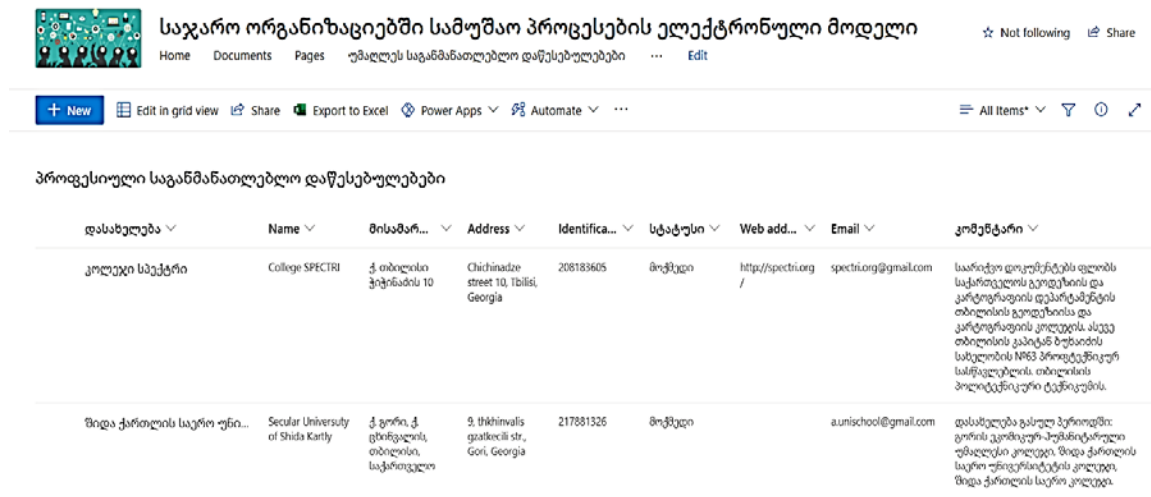 საჯარო ორგანიზაციებში სამუშაო პროცესების ელექტრონული მოდელი
Not following Share
Home Documents Pages უმაღლეს საგანმანათლებლო დაწესებულებები ... Edit
+ New Edit in grid view Share Export to Excel Power Apps Automate ... All Items*
პროფესიული საგანმანათლებლო დაწესებულებები
დასახელება Name მისამარ... Address Identifica... სტატუსი Web add... Email კომენტარი
კოლეჯი სპექტრი
College SPECTRI
ქ. თბილისი
ჭიჭინაძის 10
Chichinadze
street 10, Tbilisi,
Georgia
208183605
მოქმედი
http://spectri.org
/
spectri.org@gmail.com
საარქივო დოკუმენტებს ფლობს
საქართველოს გეოდეზიის და
კარტოგრაფიის დეპარტამენტის
თბილისის გეოდეზიისა და
კარტოგრაფიის კოლეჯის. ასევე
თბილისის კაპიტან ბუხაიძის
სახელობის №63 პროფტექნიკურ
სასწავლებლის. თბილისის
პოლიტექნიკური ტექნიკუმის.
შიდა ქართლის საერო უნი...
Secular Universuty
of Shida Kartly
ქ. გორი, ქ.
ცხინვალის,
თბილისი,
საქართველო
9, thkhinvalis
gzatkecili str.,
Gori, Georgia
217881326
მოქმედი
a.unischool@gmail.com
დასახელება გასულ პერიოდში:
გორის ეკომიკურ-ჰუმანიტარული
უმაღლესი კოლეჯი, შიდა ქართლის
საერო უნივერსიტეტის კოლეჯი,
შიდა ქართლის საერო კოლეჯი.